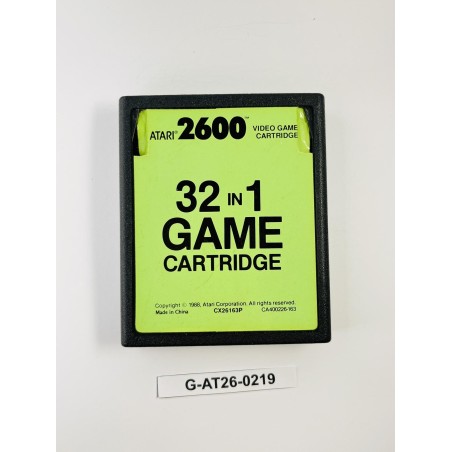 ATARI® 2600™ VIDEO GAME
CARTRIDGE
32 IN 1
GAME
CARTRIDGE
Copyright © 1988, Atari Corporation. All rights reserved.
Made in China CX26163P CA400226-163
G-AT26-0219